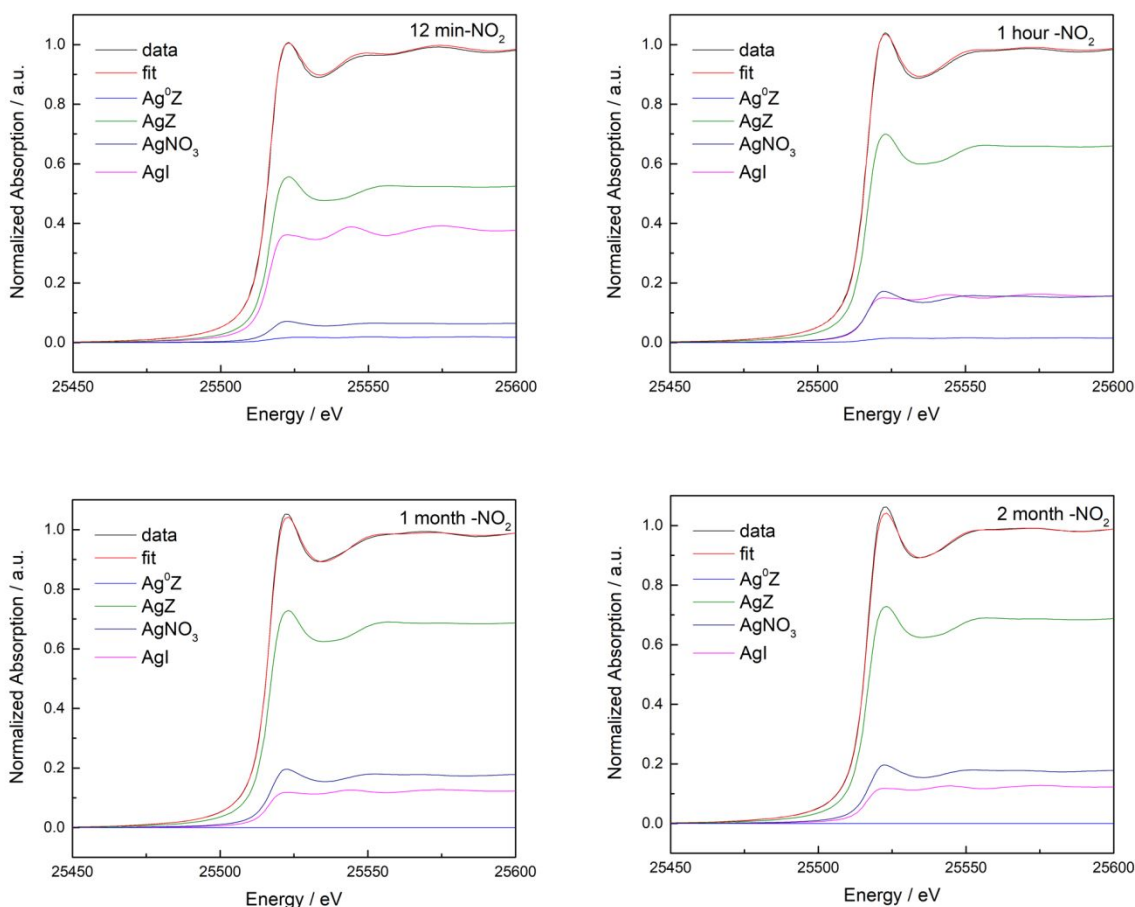 12 min-NO₂
data
fit
Ag⁰Z
AgZ
AgNO₃
AgI
Normalized Absorption / a.u.
1.0
0.8
0.6
0.4
0.2
0.0
25450
25500
25550
25600
Energy / eV
1 hour -NO₂
data
fit
Ag⁰Z
AgZ
AgNO₃
AgI
Normalized Absorption / a.u.
1.0
0.8
0.6
0.4
0.2
0.0
25450
25500
25550
25600
Energy / eV
1 month -NO₂
data
fit
Ag⁰Z
AgZ
AgNO₃
AgI
Normalized Absorption / a.u.
1.0
0.8
0.6
0.4
0.2
0.0
25450
25500
25550
25600
Energy / eV
2 month -NO₂
data
fit
Ag⁰Z
AgZ
AgNO₃
AgI
Normalized Absorption / a.u.
1.0
0.8
0.6
0.4
0.2
0.0
25450
25500
25550
25600
Energy / eV